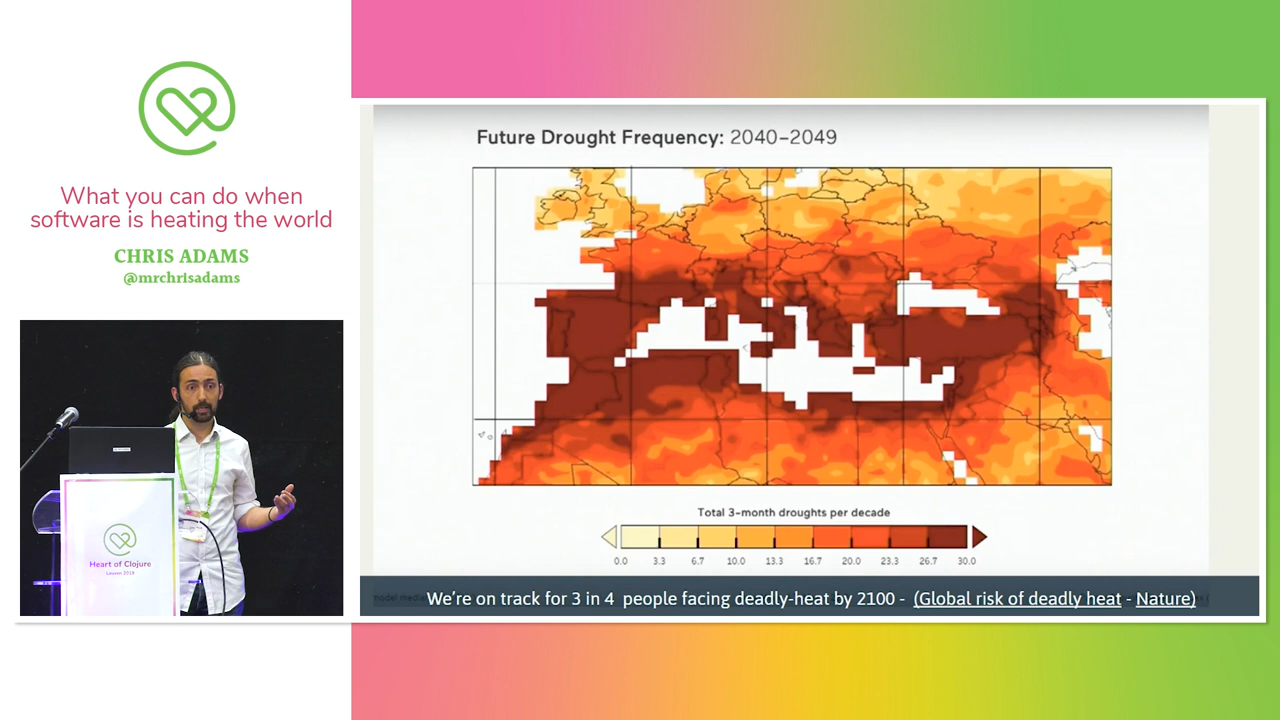 What you can do when
software is heating the world
CHRIS ADAMS
@mrchrisadams
Heart of Clojure
Leuven 2019
Future Drought Frequency: 2040–2049
Total 3-month droughts per decade
0.0 3.3 6.7 10.0 13.3 16.7 20.0 23.3 26.7 30.0
We’re on track for 3 in 4 people facing deadly-heat by 2100 - (Global risk of deadly heat - Nature)